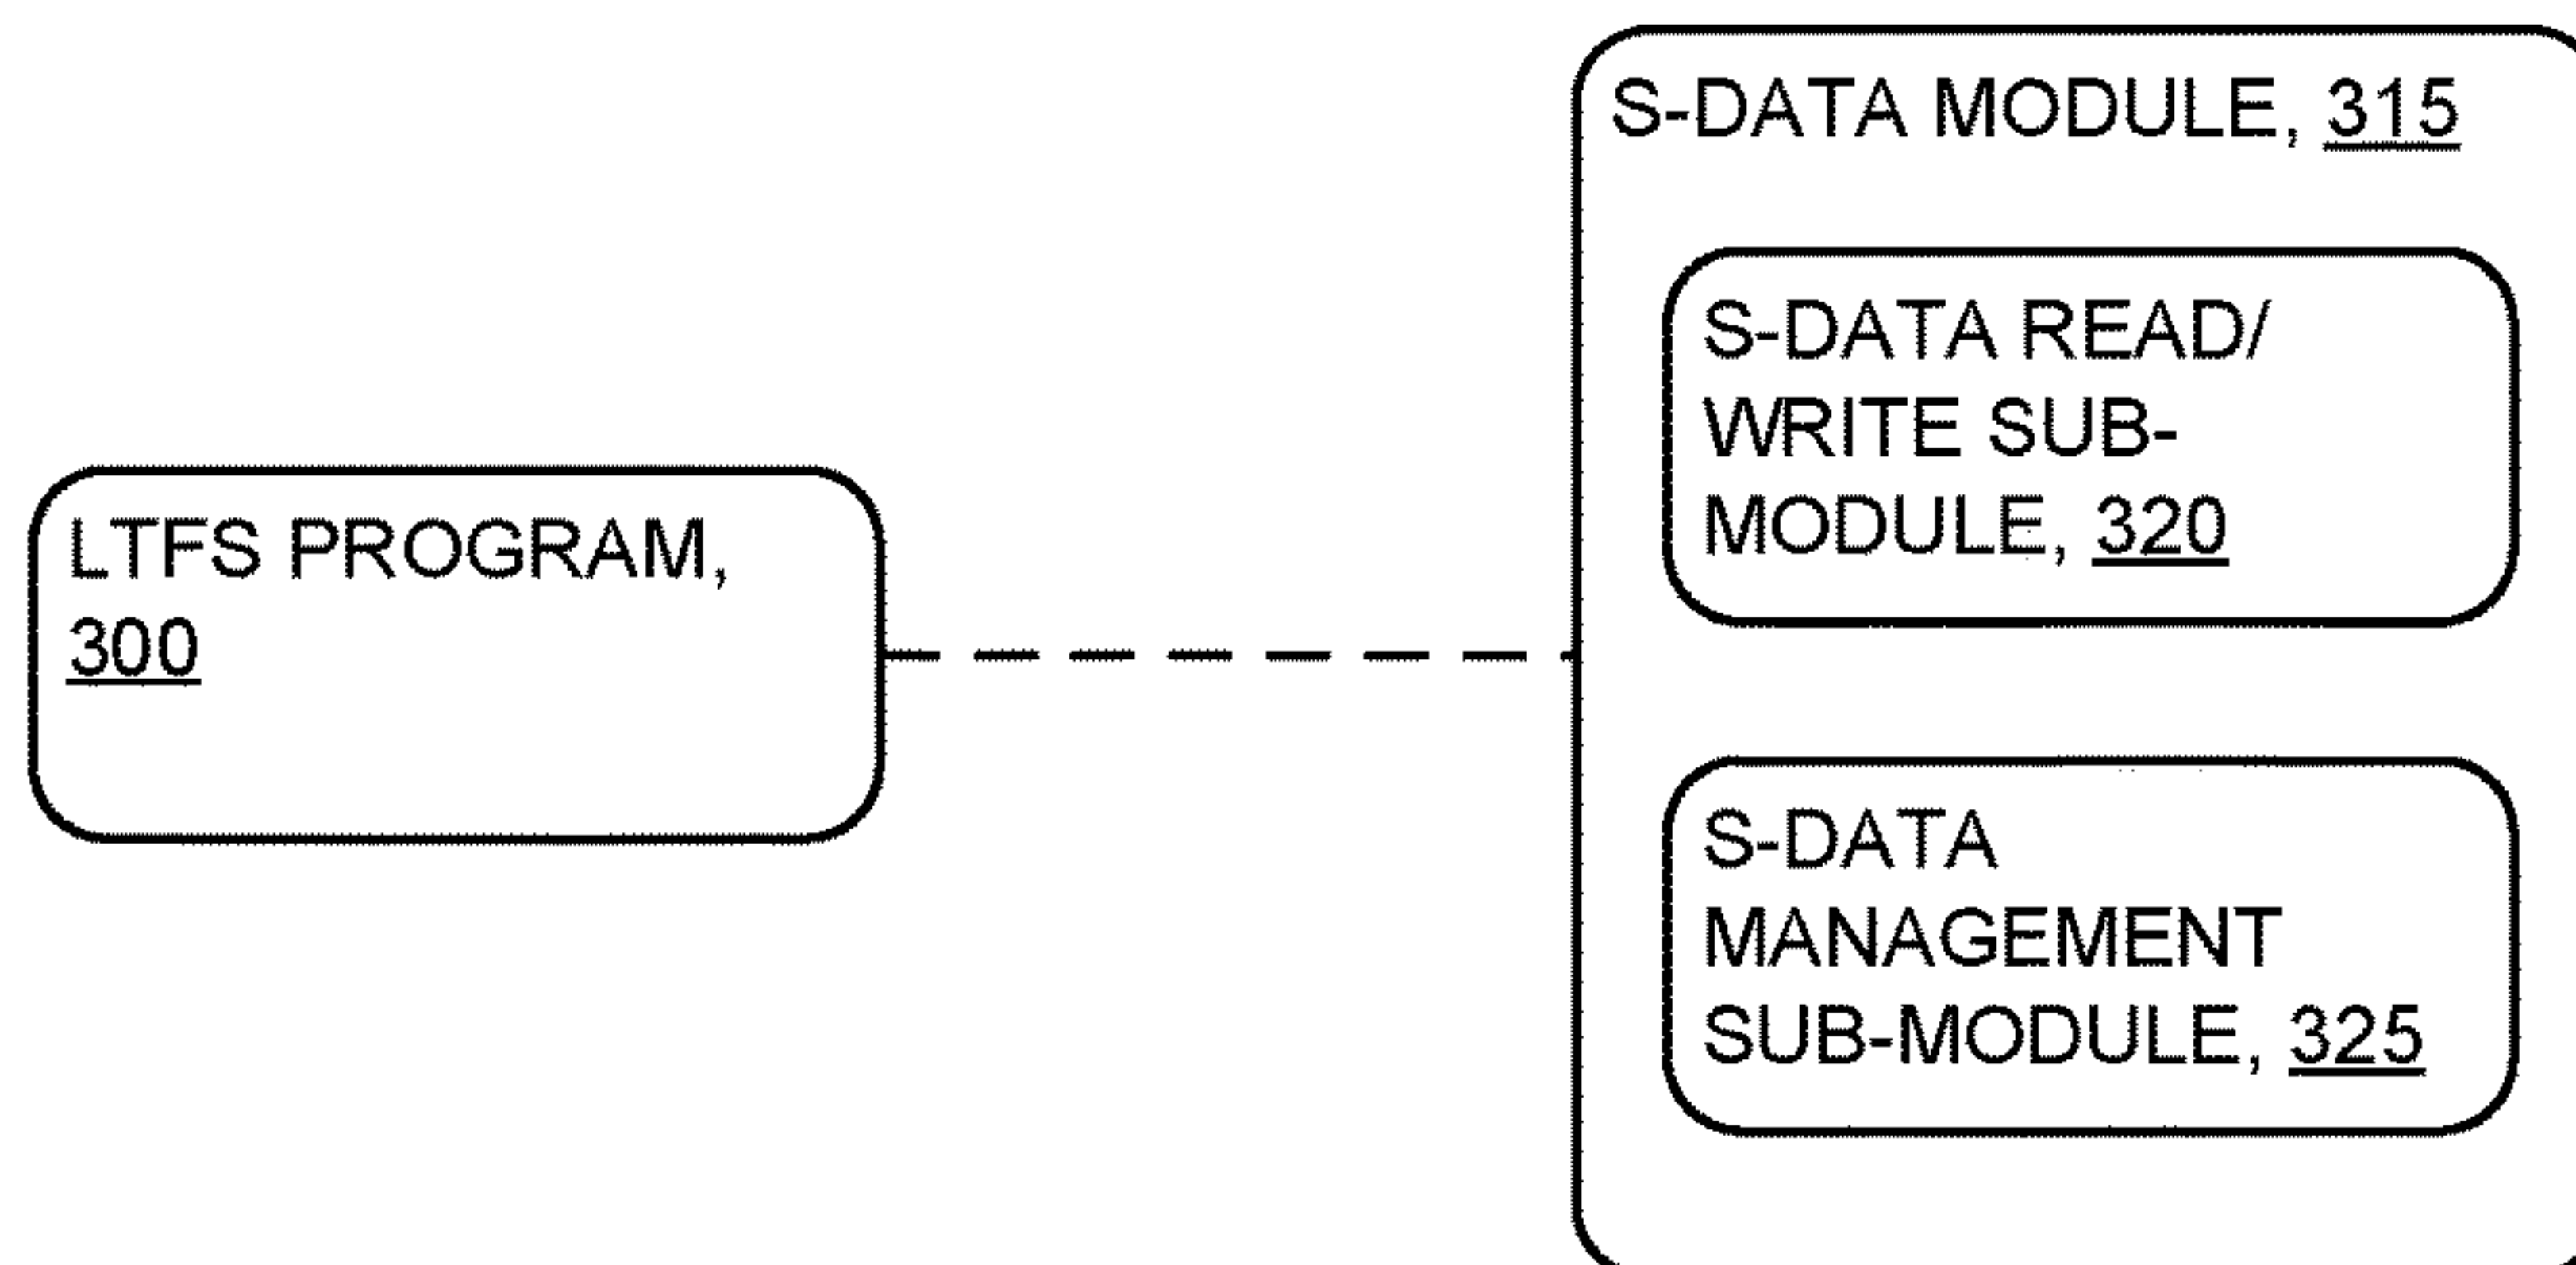 LTFS PROGRAM,
300
S-DATA MODULE, 315
S-DATA READ/
WRITE SUB-
MODULE, 320
S-DATA
MANAGEMENT
SUB-MODULE, 325